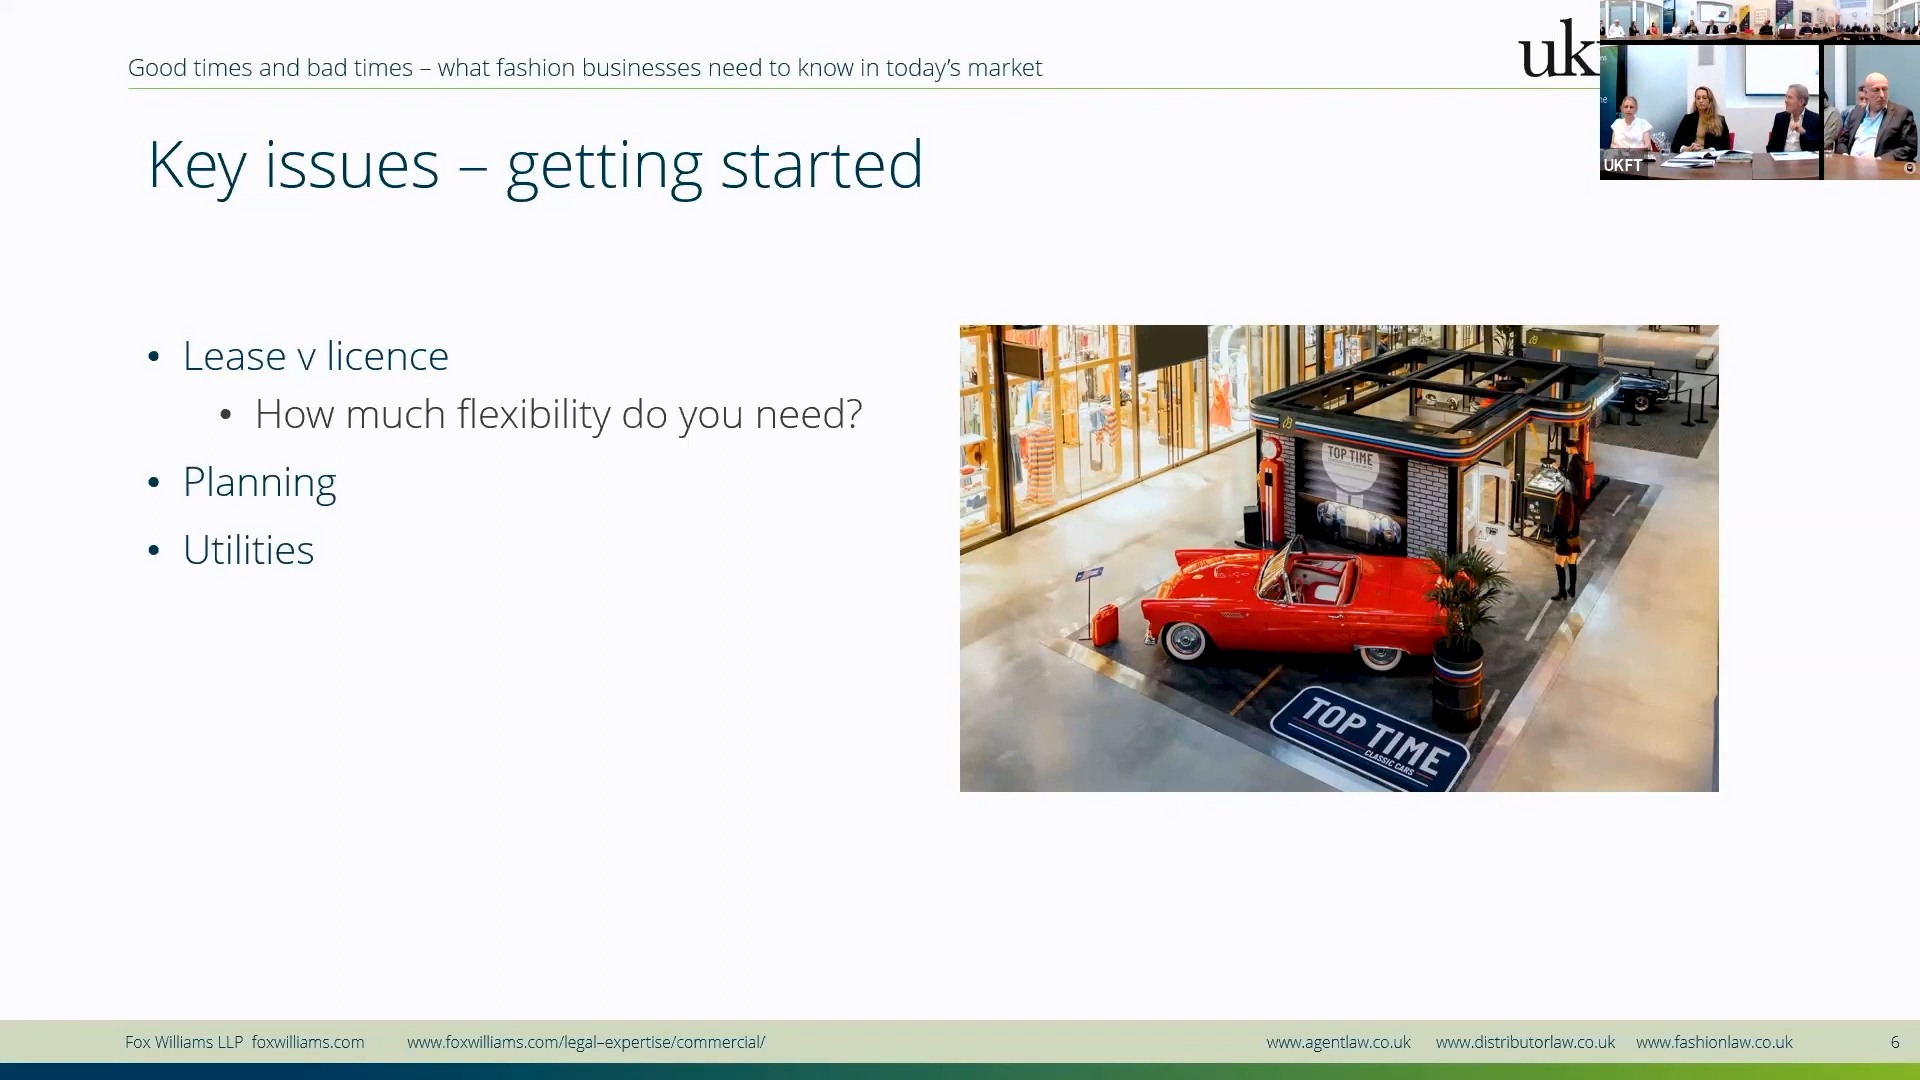 Good times and bad times – what fashion businesses need to know in today's market
uk
UKFT
Key issues – getting started
• Lease v licence
• How much flexibility do you need?
• Planning
• Utilities
TOP TIME
TOP TIME
CLASSIC CARS
Fox Williams LLP foxwilliams.com www.foxwilliams.com/legal–expertise/commercial/ www.agentlaw.co.uk www.distributorlaw.co.uk www.fashionlaw.co.uk 6